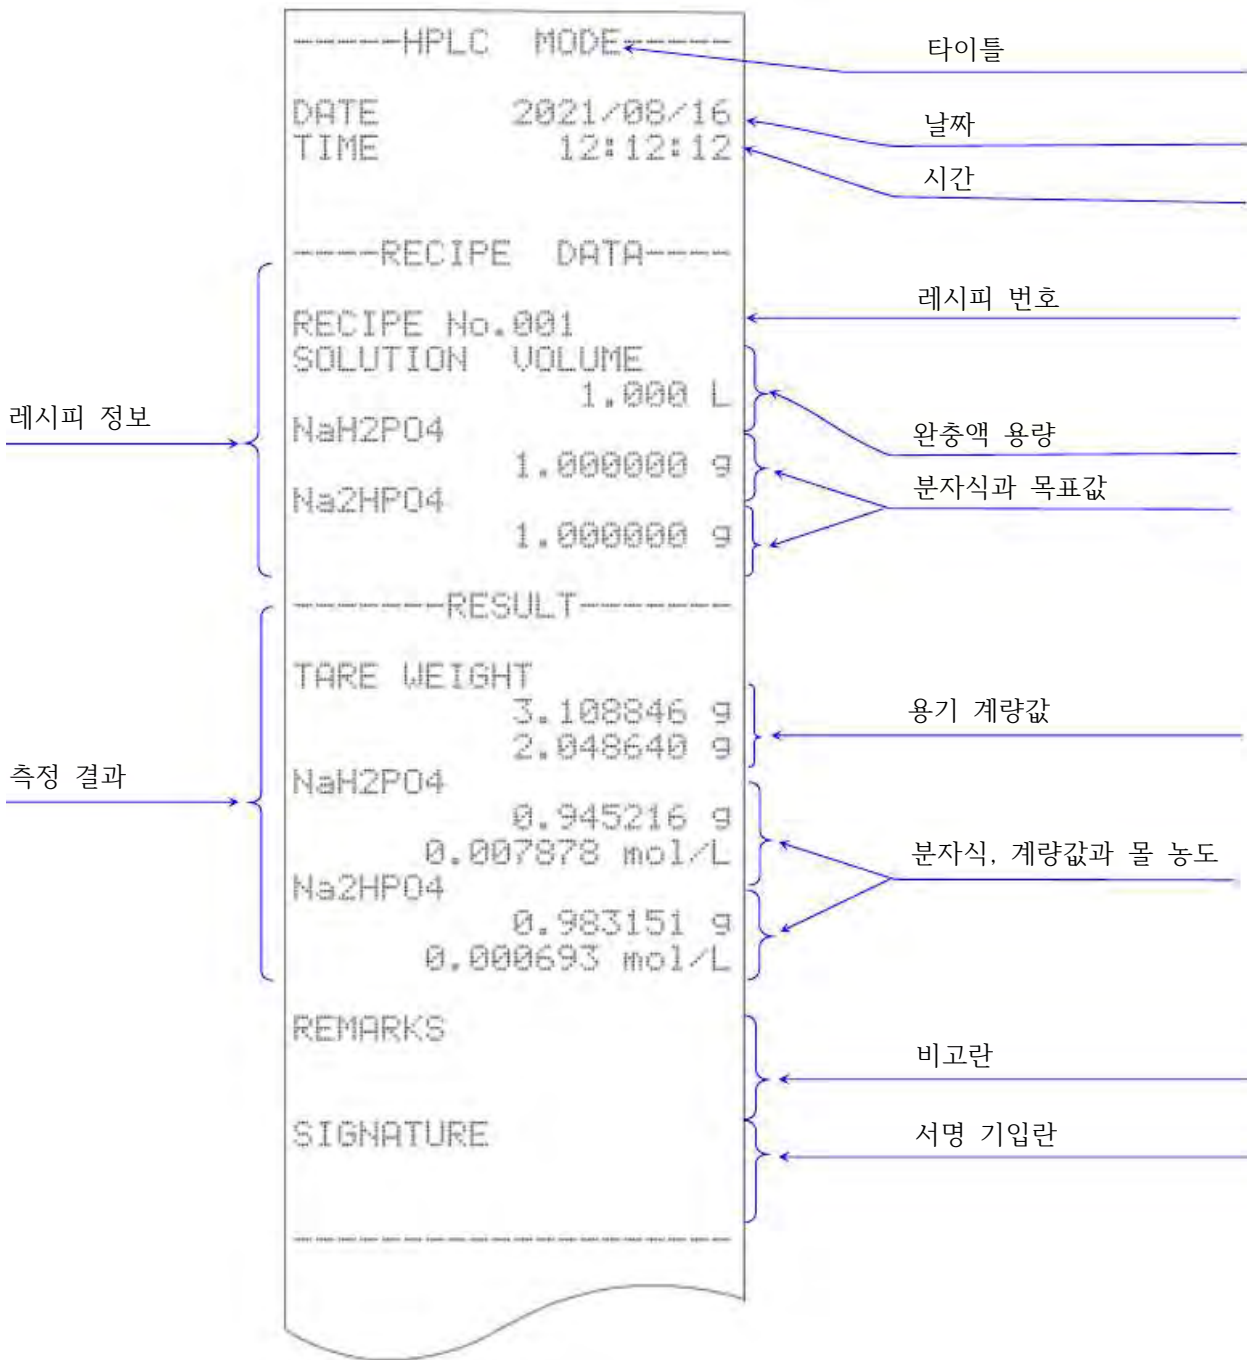 -----HPLC MODE-----
타이틀
DATE 2021/08/16
날짜
TIME 12:12:12
시간
----RECIPE DATA----
레시피 정보
RECIPE No.001
레시피 번호
SOLUTION VOLUME
1.000 L
완충액 용량
NaH2PO4
1.000000 g
Na2HPO4
1.000000 g
분자식과 목표값
-------RESULT-------
측정 결과
TARE WEIGHT
3.108846 g
2.048640 g
용기 계량값
NaH2PO4
0.945216 g
0.007878 mol/L
Na2HPO4
0.983151 g
0.000693 mol/L
분자식, 계량값과 몰 농도
REMARKS
비고란
SIGNATURE
서명 기입란
--------------------